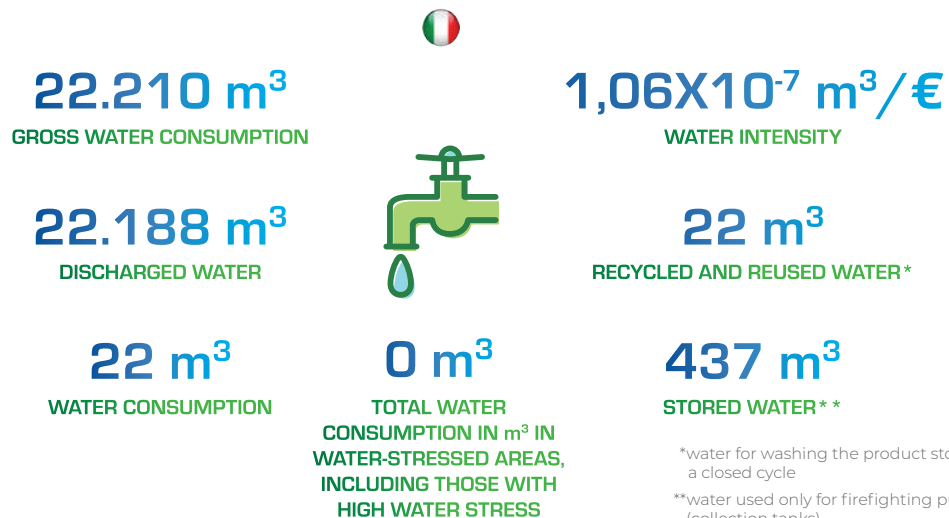 22.210 m³
GROSS WATER CONSUMPTION
1,06X10⁻⁷ m³/€
WATER INTENSITY
22.188 m³
DISCHARGED WATER
22 m³
RECYCLED AND REUSED WATER*
22 m³
WATER CONSUMPTION
0 m³
TOTAL WATER
CONSUMPTION IN m³ IN
WATER-STRESSED AREAS,
INCLUDING THOSE WITH
HIGH WATER STRESS
437 m³
STORED WATER**
*water for washing the product
a closed cycle
**water used only for firefighting
(collection tanks)